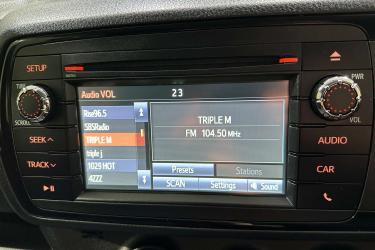 SETUP
TUNE
SCROLL
SEEK
TRACK
Audio VOL 23
Rise96.5
SBSRadio
TRIPLE M
triple j
1029 HOT
4ZZZ
TRIPLE M
FM 104.50 MHz
Presets Stations
SCAN Settings Sound
PWR
VOL
AUDIO
CAR